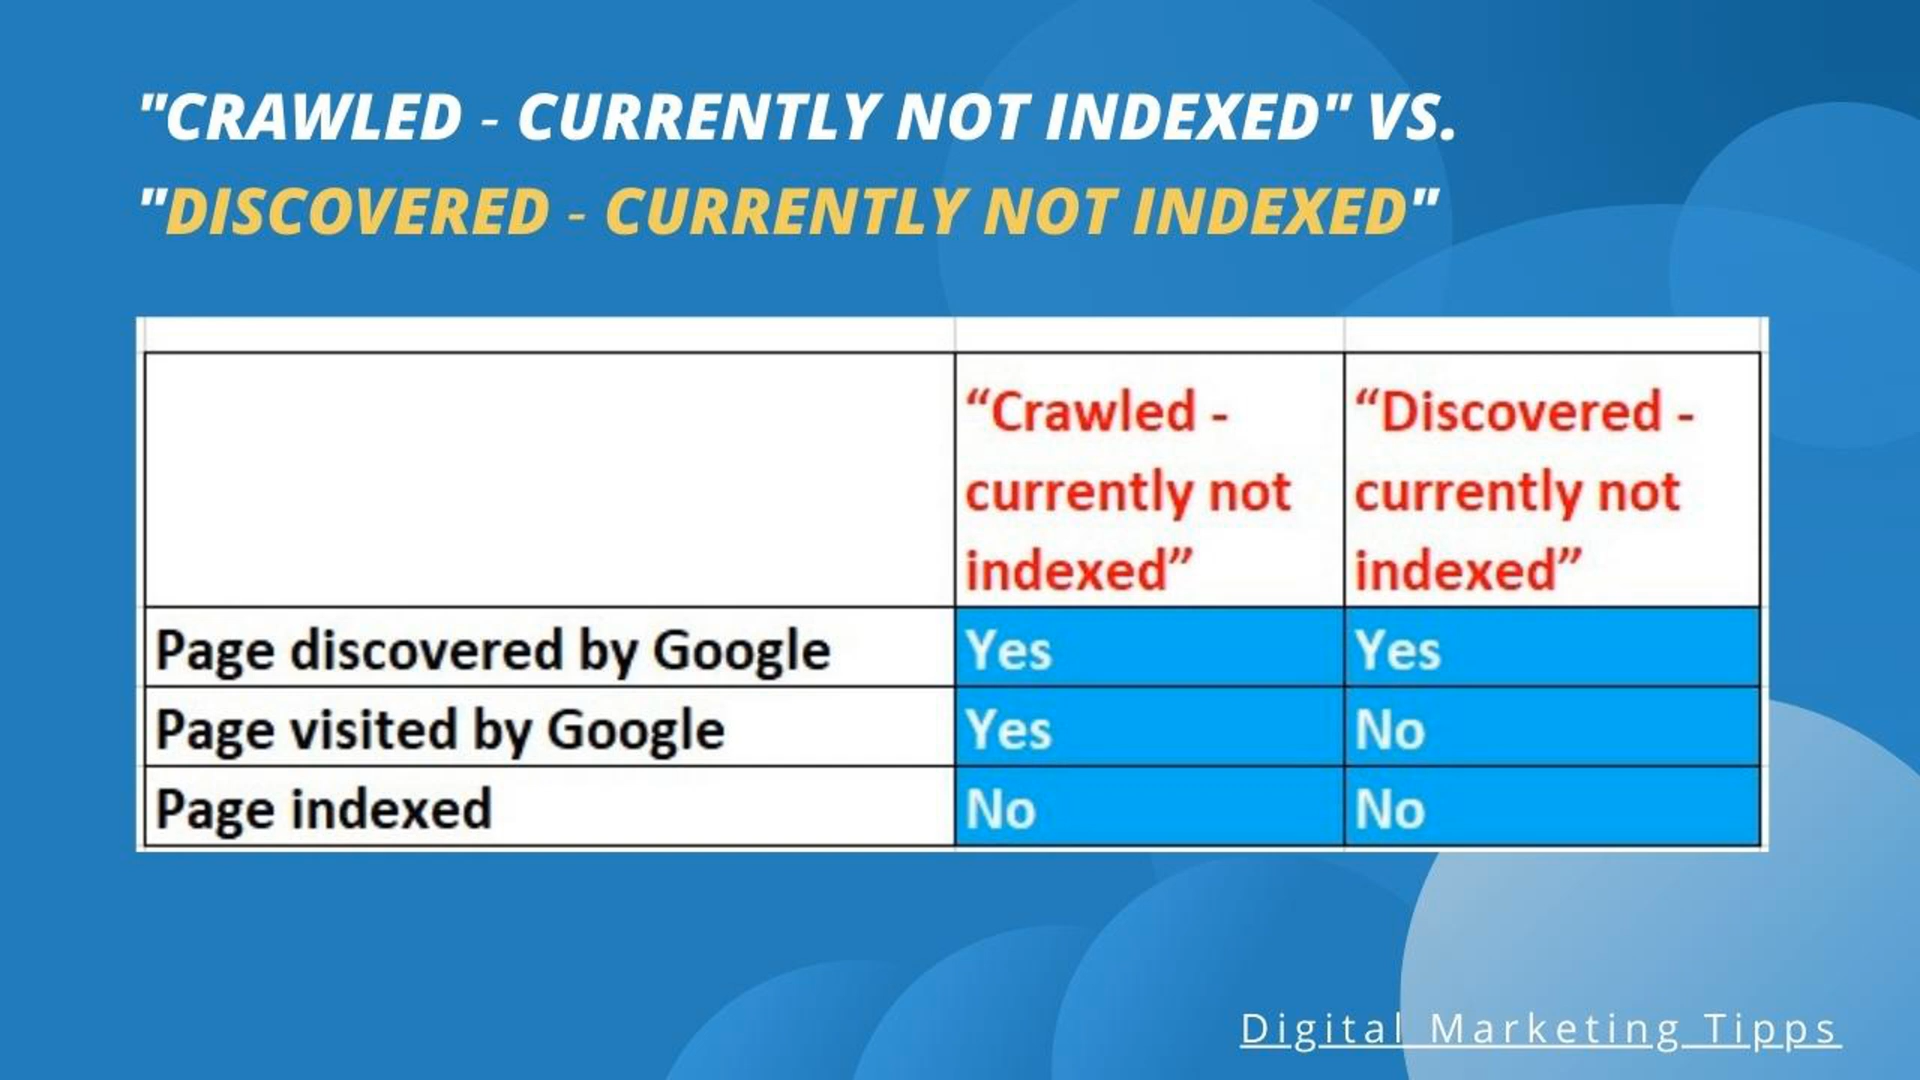 "CRAWLED - CURRENTLY NOT INDEXED" VS.
"DISCOVERED - CURRENTLY NOT INDEXED"
“Crawled -
currently not
indexed”
“Discovered -
currently not
indexed”
Page discovered by Google Yes Yes
Page visited by Google Yes No
Page indexed No No
Digital Marketing Tipps